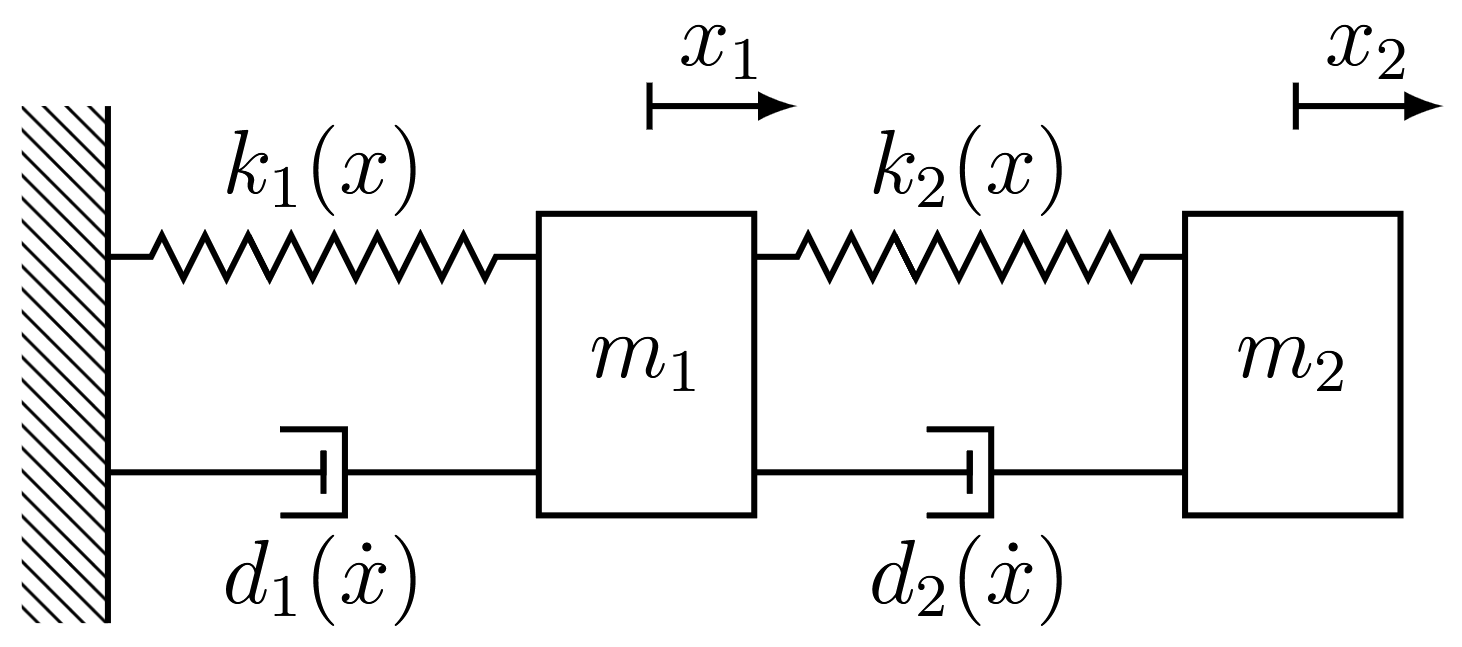 x₁ x₂
k₁(x) k₂(x)
m₁ m₂
d₁(ẋ) d₂(ẋ)